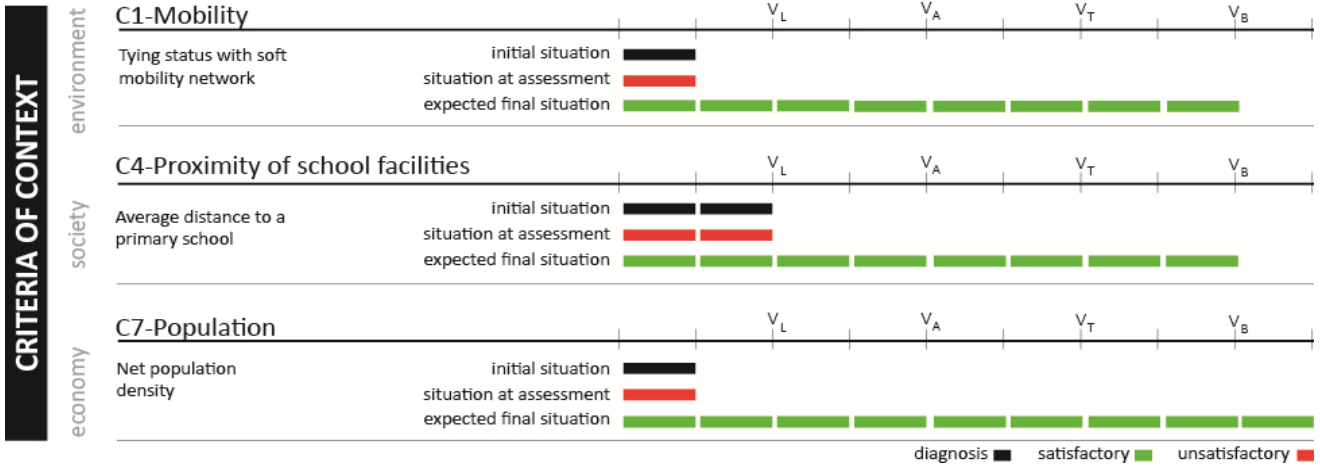 CRITERIA OF CONTEXT
environment
C1-Mobility
V_L V_A V_T V_B
Tying status with soft
mobility network
initial situation
situation at assessment
expected final situation
society
C4-Proximity of school facilities
V_L V_A V_T V_B
Average distance to a
primary school
initial situation
situation at assessment
expected final situation
economy
C7-Population
V_L V_A V_T V_B
Net population
density
initial situation
situation at assessment
expected final situation
diagnosis satisfactory unsatisfactory